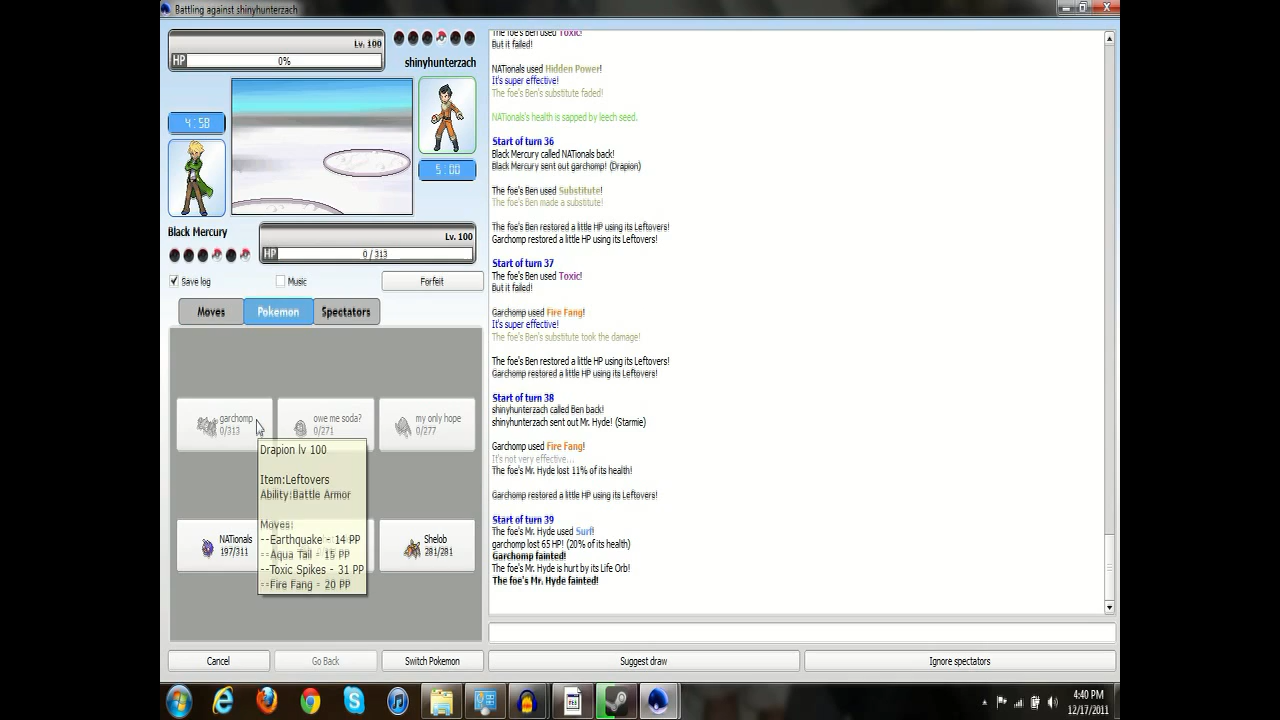 Battling against shinyhunterzach
Lv. 100
HP
0%
shinyhunterzach
4:58
5:00
Black Mercury
Lv. 100
HP
0 / 313
Save log
Music
Forfeit
Moves
Pokemon
Spectators
garchomp
0/313
owe me soda?
0/271
my only hope
0/277
Drapion lv 100
Item:Leftovers
Ability:Battle Armor
Moves:
--Earthquake - 14 PP
--Aqua Tail - 15 PP
--Toxic Spikes - 31 PP
--Fire Fang - 20 PP
NATionals
197/311
Shelob
281/281
Cancel
Go Back
Switch Pokemon
The foe's Ben used Toxic!
But it failed!
NATionals used Hidden Power!
It's super effective!
The foe's Ben's substitute faded!
NATionals's health is sapped by leech seed.
Start of turn 36
Black Mercury called NATionals back!
Black Mercury sent out garchomp! (Drapion)
The foe's Ben used Substitute!
The foe's Ben made a substitute!
The foe's Ben restored a little HP using its Leftovers!
Garchomp restored a little HP using its Leftovers!
Start of turn 37
The foe's Ben used Toxic!
But it failed!
Garchomp used Fire Fang!
It's super effective!
The foe's Ben's substitute took the damage!
The foe's Ben restored a little HP using its Leftovers!
Garchomp restored a little HP using its Leftovers!
Start of turn 38
shinyhunterzach called Ben back!
shinyhunterzach sent out Mr. Hyde! (Starmie)
Garchomp used Fire Fang!
It's not very effective...
The foe's Mr. Hyde lost 11% of its health!
Garchomp restored a little HP using its Leftovers!
Start of turn 39
The foe's Mr. Hyde used Surf!
garchomp lost 65 HP! (20% of its health)
Garchomp fainted!
The foe's Mr. Hyde is hurt by its Life Orb!
The foe's Mr. Hyde fainted!
Suggest draw
Ignore spectators
4:40 PM
12/17/2011